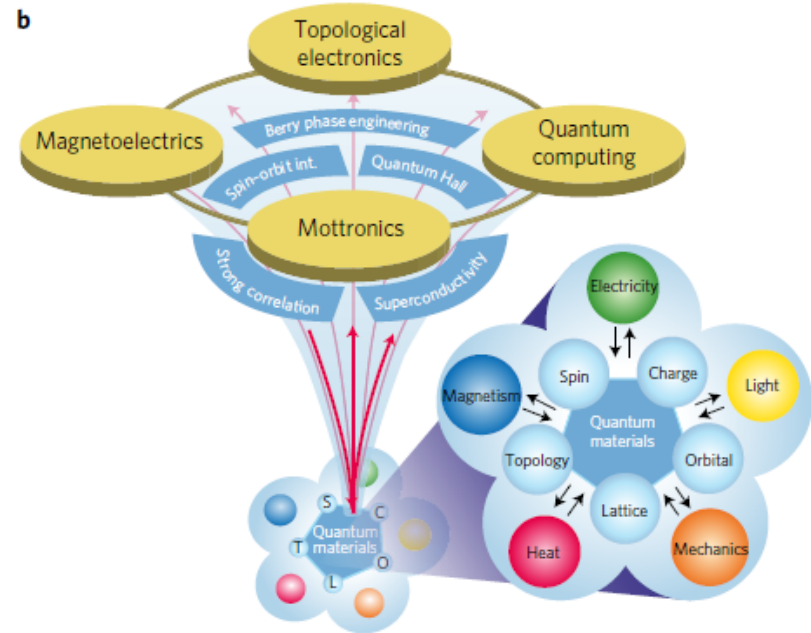 b
Topological
electronics
Magnetoelectrics
Berry phase engineering
Quantum
computing
Spin–orbit int.
Quantum Hall
Mottronics
Strong correlation
Superconductivity
Electricity
Spin
Charge
Magnetism
Light
Quantum
materials
Topology
Orbital
Lattice
Heat
Mechanics
S
C
Quantum
materials
T
O
L